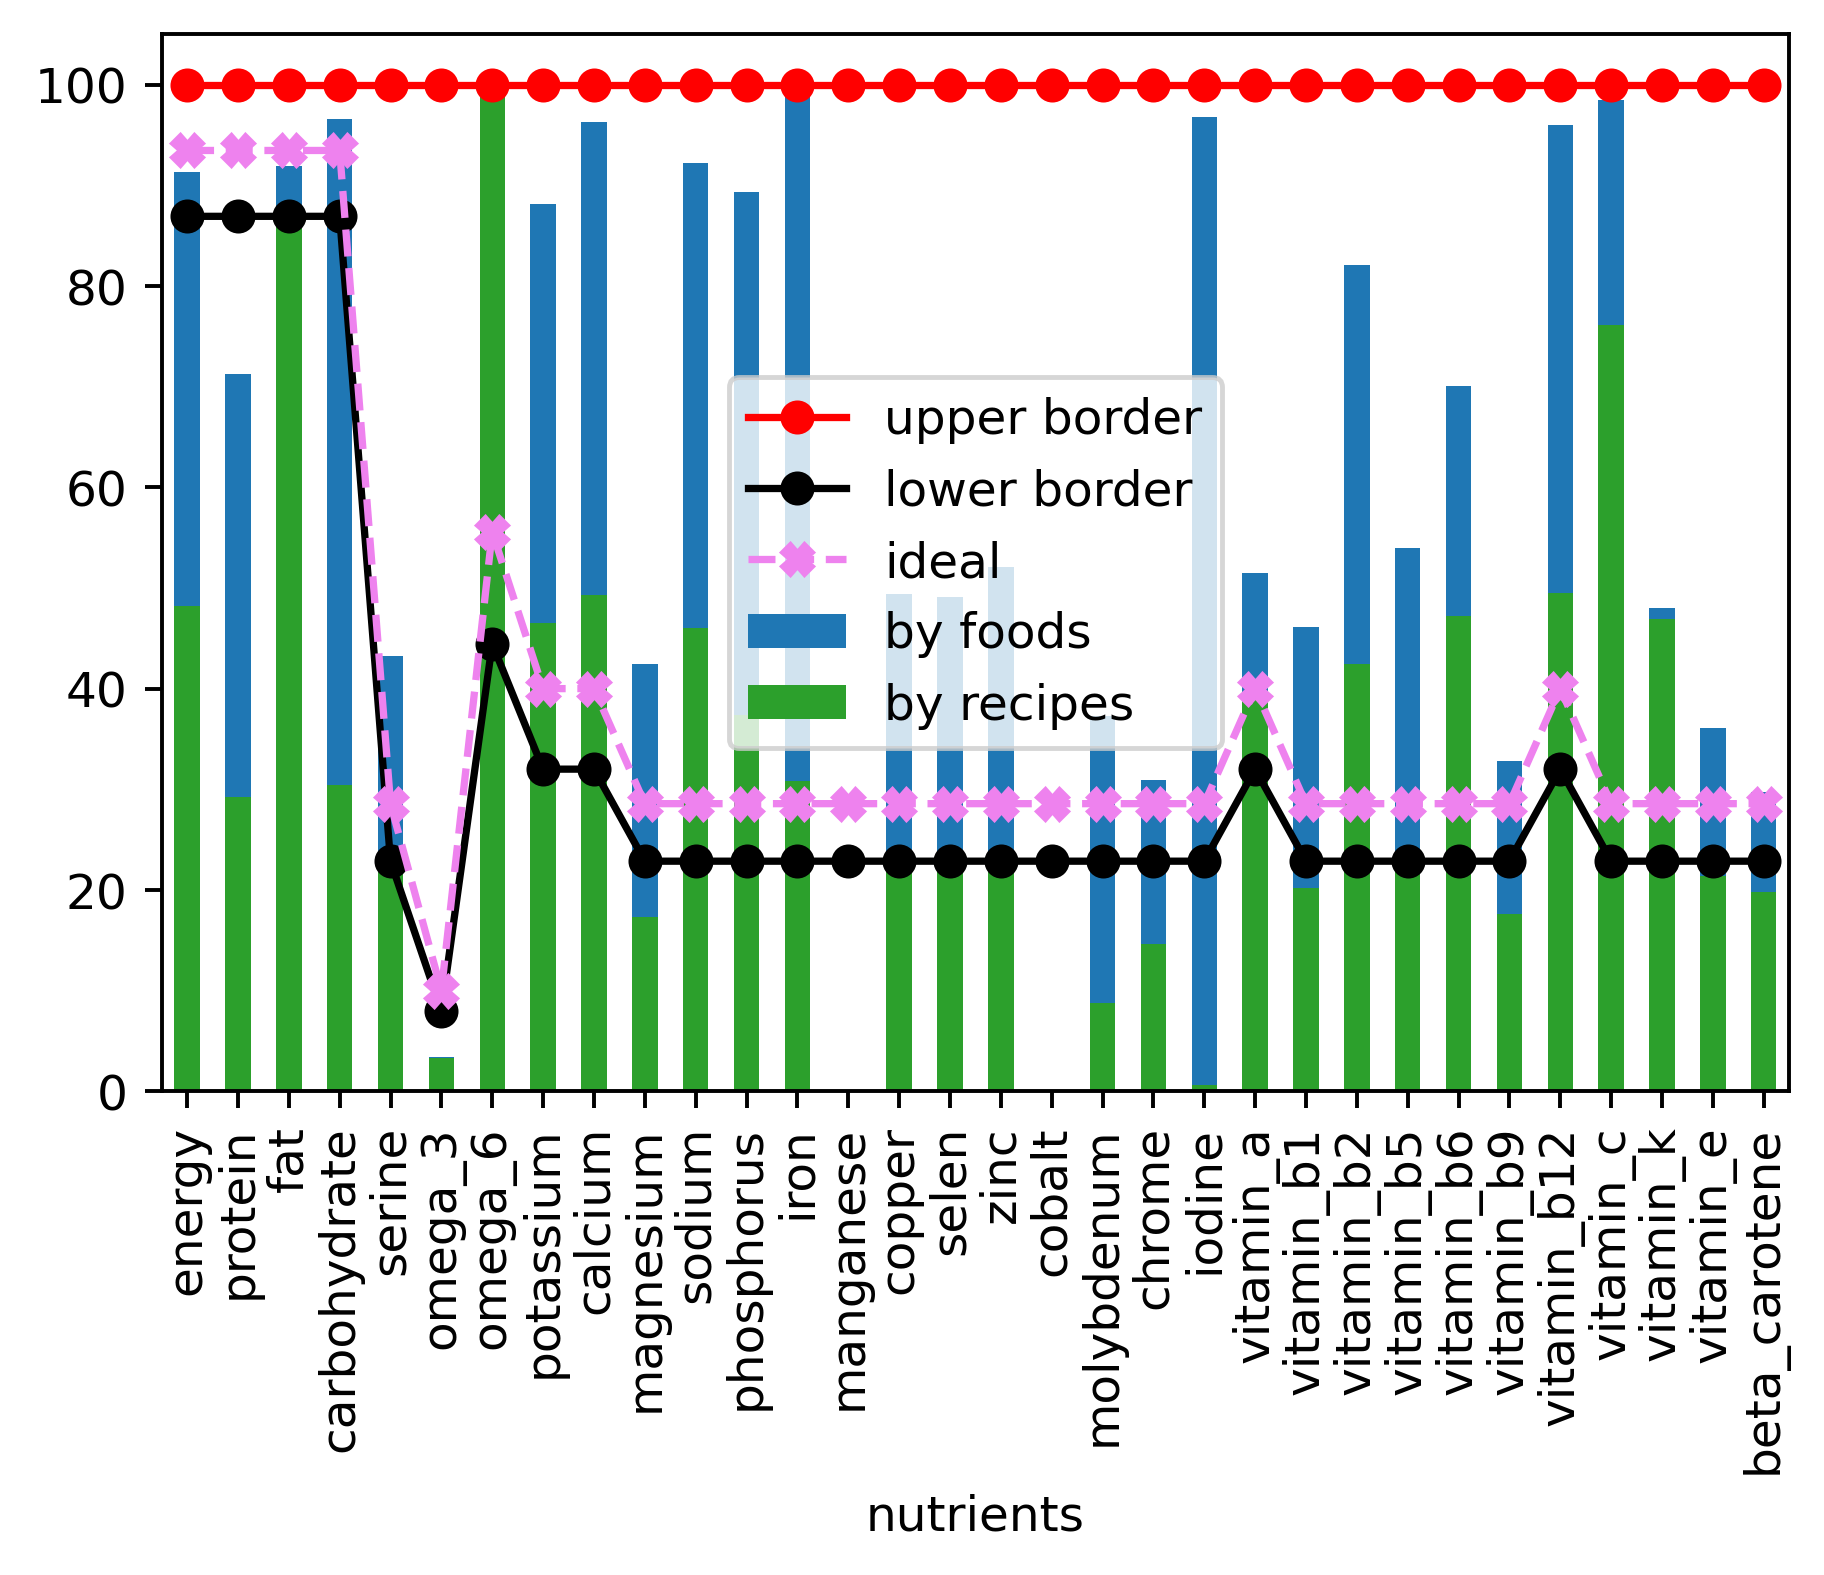 100
80
60
40
20
0
upper border
lower border
ideal
by foods
by recipes
energy
protein
fat
carbohydrate
serine
omega_3
omega_6
potassium
calcium
magnesium
sodium
phosphorus
iron
manganese
copper
selen
zinc
cobalt
molybdenum
chrome
iodine
vitamin_a
vitamin_b1
vitamin_b2
vitamin_b5
vitamin_b6
vitamin_b9
vitamin_b12
vitamin_c
vitamin_k
vitamin_e
beta_carotene
nutrients